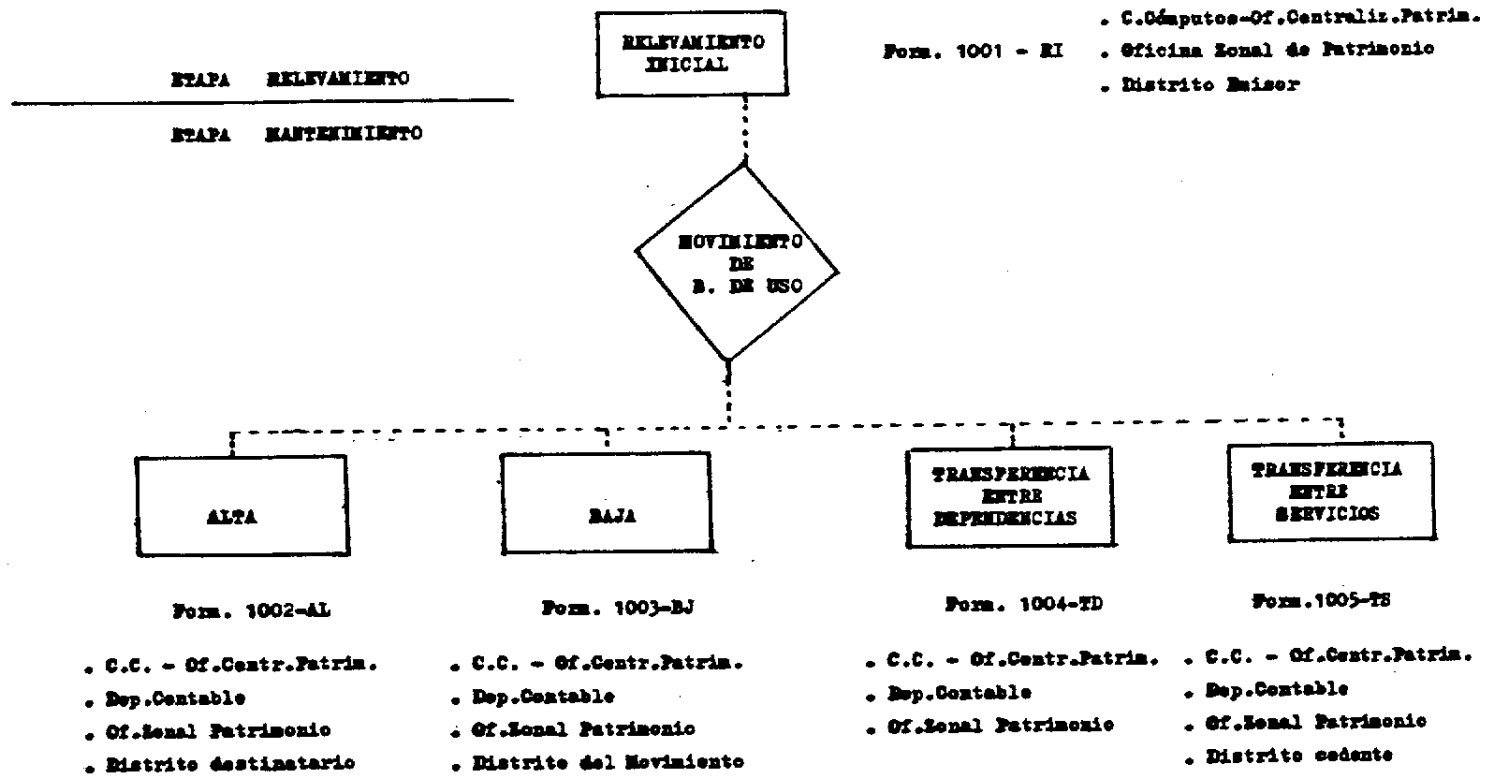 . C.Cómputos-Of.Centraliz.Patrim.
RELEVAMIENTO
INICIAL
Form. 1001 - RI
. Oficina Zonal de Patrimonio
. Distrito Emisor
ETAPA RELEVAMIENTO
ETAPA MANTENIMIENTO
MOVIMIENTO
DE
B. DE USO
ALTA
BAJA
TRANSFERENCIA
ENTRE
DEPENDENCIAS
TRANSFERENCIA
ENTRE
SERVICIOS
Form. 1002-AL
Form. 1003-BJ
Form. 1004-TD
Form.1005-TS
. C.C. - Of.Centr.Patrim.
. Dep.Contable
. Of.Zonal Patrimonio
. Distrito destinatario
. C.C. - Of.Centr.Patrim.
. Dep.Contable
. Of.Zonal Patrimonio
. Distrito del Movimiento
. C.C. - Of.Centr.Patrim.
. Dep.Contable
. Of.Zonal Patrimonio
. C.C. - Of.Centr.Patrim.
. Dep.Contable
. Of.Zonal Patrimonio
. Distrito cedente